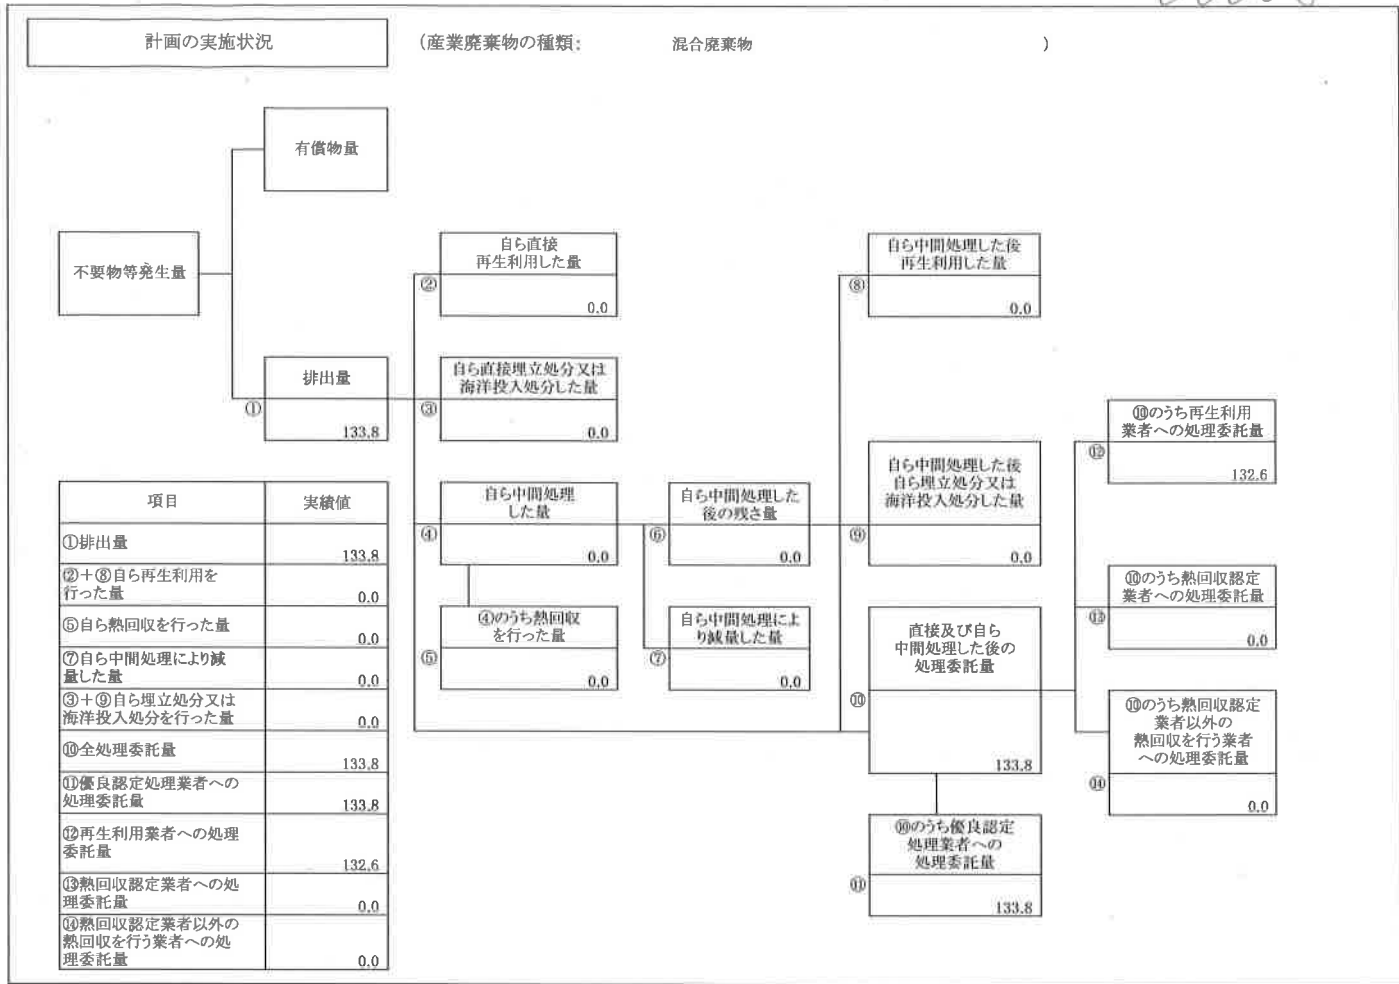 計画の実施状況
(産業廃棄物の種類: 混合廃棄物 )
有償物量
不要物等発生量
排出量
①
133.8
自ら直接
再生利用した量
②
0.0
自ら直接埋立処分又は
海洋投入処分した量
③
0.0
自ら中間処理
した量
④
0.0
④のうち熱回収
を行った量
⑤
0.0
自ら中間処理した
後の残さ量
⑥
0.0
自ら中間処理によ
り減量した量
⑦
0.0
自ら中間処理した後
再生利用した量
⑧
0.0
自ら中間処理した後
自ら埋立処分又は
海洋投入処分した量
⑨
0.0
直接及び自ら
中間処理した後の
処理委託量
⑩
133.8
⑩のうち優良認定
処理業者への
処理委託量
⑪
133.8
⑩のうち再生利用
業者への処理委託量
⑫
132.6
⑩のうち熱回収認定
業者への処理委託量
⑬
0.0
⑩のうち熱回収認定
業者以外の
熱回収を行う業者
への処理委託量
⑭
0.0
項目 実績値
①排出量
133.8
②+⑧自ら再生利用を
行った量
0.0
⑤自ら熱回収を行った量
0.0
⑦自ら中間処理により減
量した量
0.0
③+⑨自ら埋立処分又は
海洋投入処分を行った量
0.0
⑩全処理委託量
133.8
⑪優良認定処理業者への
処理委託量
133.8
⑫再生利用業者への処理
委託量
132.6
⑬熱回収認定業者への処
理委託量
0.0
⑭熱回収認定業者以外の
熱回収を行う業者への処
理委託量
0.0